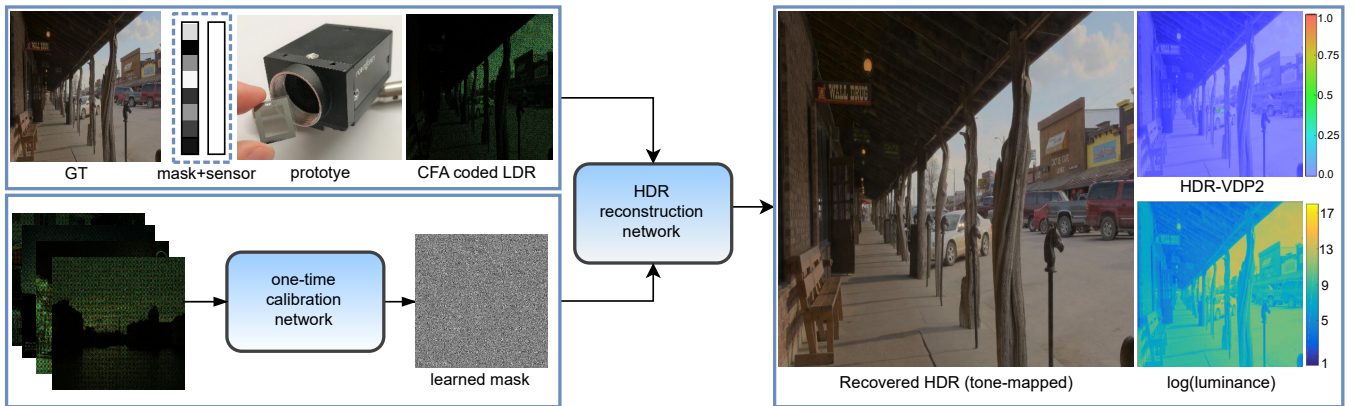 GT
mask+sensor
prototye
CFA coded LDR
one-time
calibration
network
learned mask
HDR
reconstruction
network
WALL DRUG
Recovered HDR (tone-mapped)
1.0
0.75
0.5
0.25
0.0
HDR-VDP2
17
13
9
5
1
log(luminance)